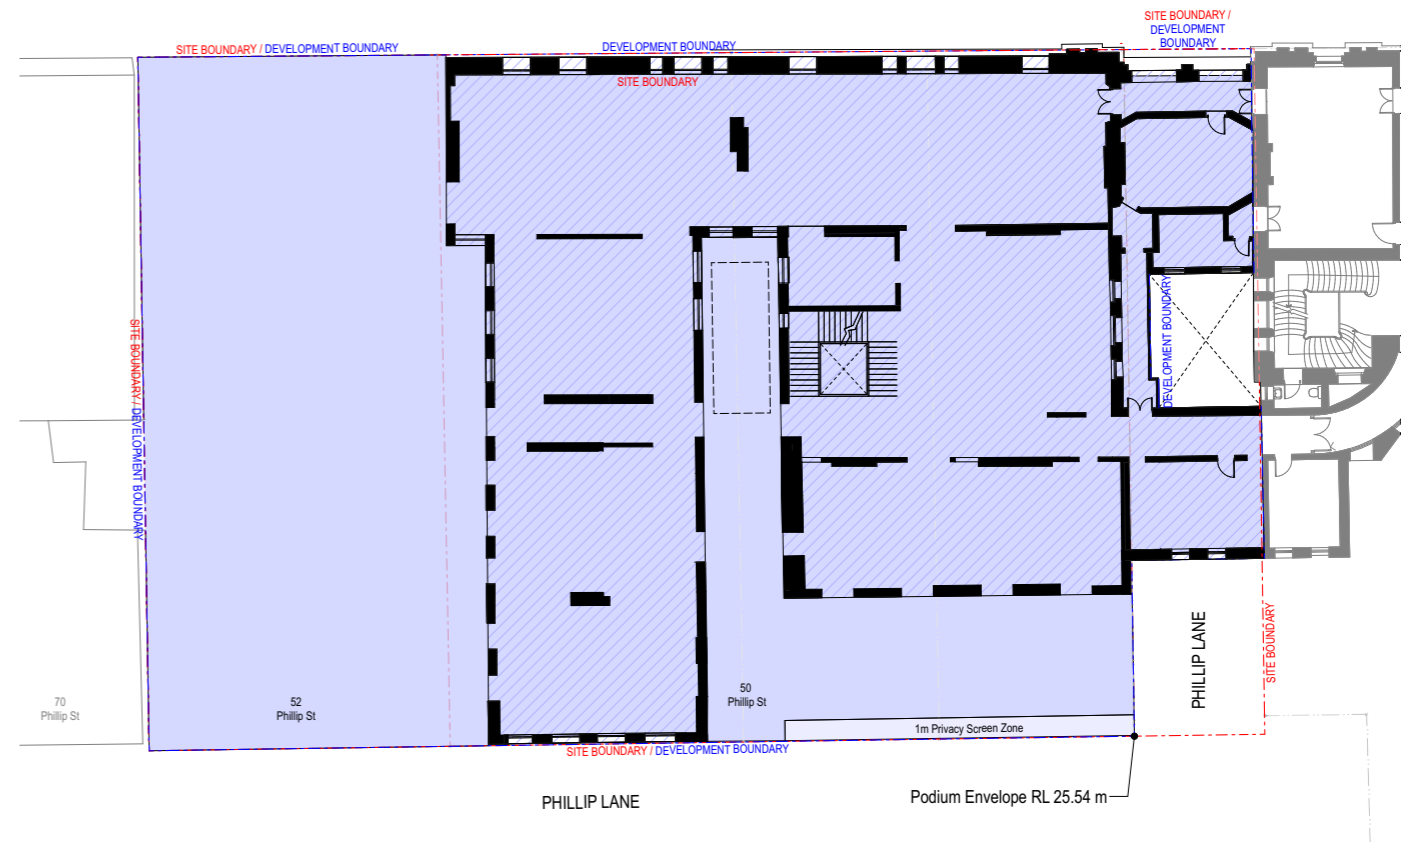 SITE BOUNDARY /
DEVELOPMENT
BOUNDARY
SITE BOUNDARY / DEVELOPMENT BOUNDARY
DEVELOPMENT BOUNDARY
SITE BOUNDARY
SITE BOUNDARY / DEVELOPMENT BOUNDARY
DEVELOPMENT BOUNDARY
PHILLIP LANE
SITE BOUNDARY
70
Phillip St
52
Phillip St
50
Phillip St
1m Privacy Screen Zone
SITE BOUNDARY / DEVELOPMENT BOUNDARY
PHILLIP LANE
Podium Envelope RL 25.54 m